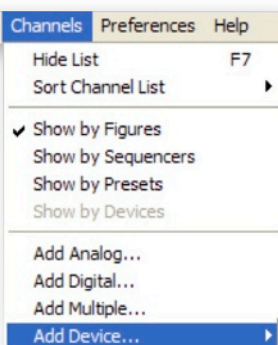 Channels Preferences Help
Hide List F7
Sort Channel List
Show by Figures
Show by Sequencers
Show by Presets
Show by Devices
Add Analog...
Add Digital...
Add Multiple...
Add Device...